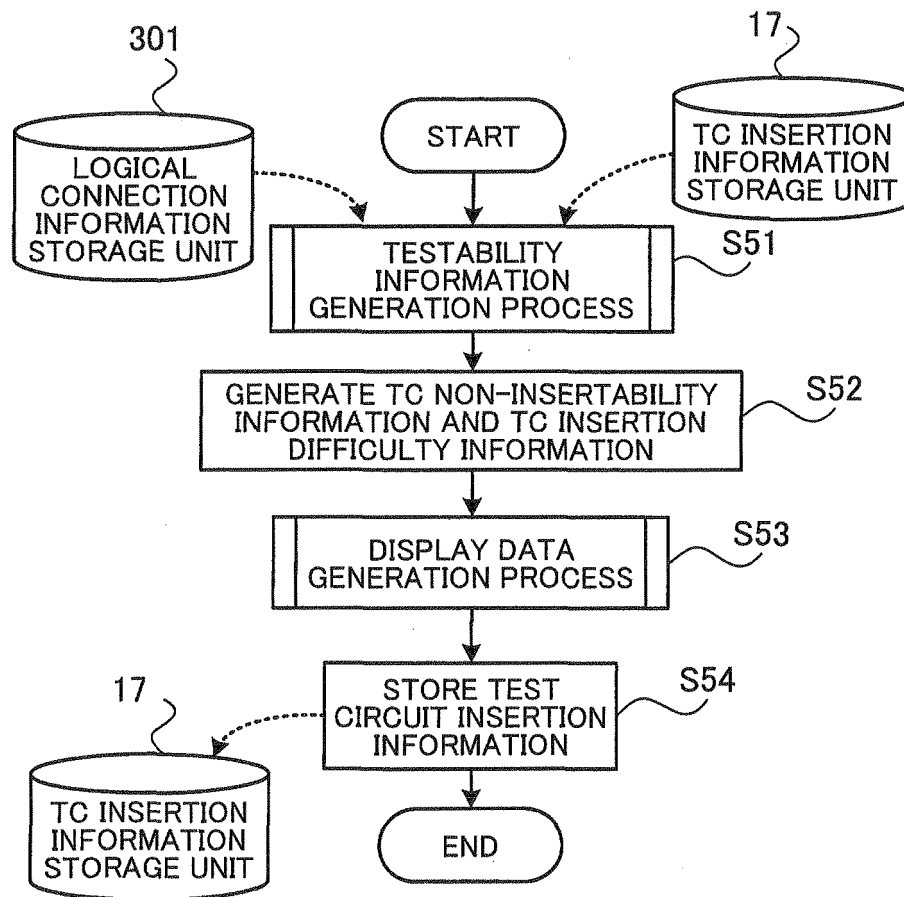 301
17
START
LOGICAL
CONNECTION
INFORMATION
STORAGE UNIT
TC INSERTION
INFORMATION
STORAGE UNIT
TESTABILITY
INFORMATION
GENERATION PROCESS
S51
GENERATE TC NON-INSERTABILITY
INFORMATION AND TC INSERTION
DIFFICULTY INFORMATION
S52
DISPLAY DATA
GENERATION PROCESS
S53
STORE TEST
CIRCUIT INSERTION
INFORMATION
S54
17
TC INSERTION
INFORMATION
STORAGE UNIT
END